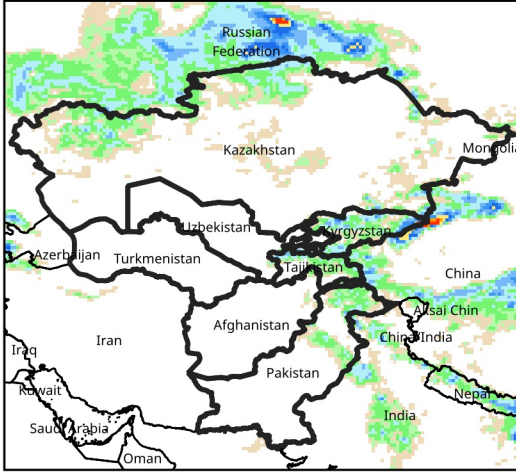 Russian
Federation
Kazakhstan
Mongolia
Uzbekistan
Kyrgyzstan
Azerbaijan
Turkmenistan
Tajikistan
China
Aksai Chin
Afghanistan
Iran
China/India
Iraq
Pakistan
Kuwait
Nepal
India
Saudi Arabia
Oman